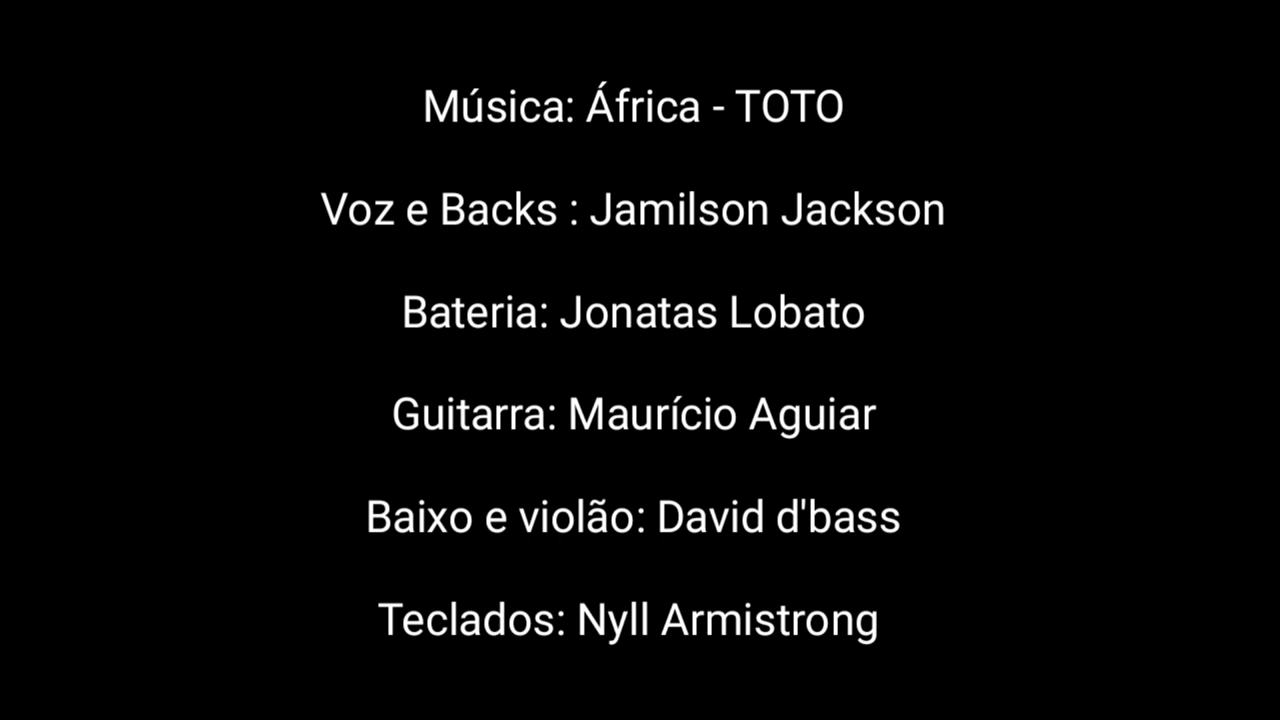 Música: África - TOTO
Voz e Backs : Jamilson Jackson
Bateria: Jonatas Lobato
Guitarra: Maurício Aguiar
Baixo e violão: David d'bass
Teclados: Nyll Armistrong